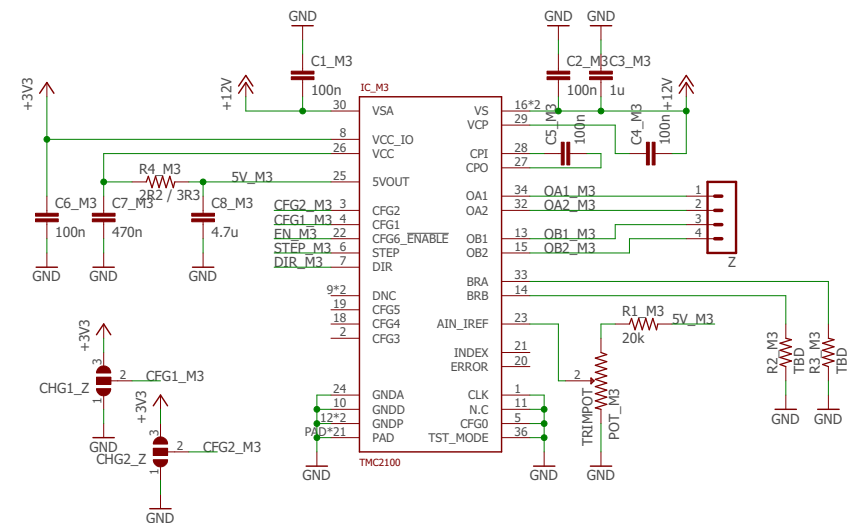 GND
GND
GND
C1_M3
100n
C2_M3
100n
C3_M3
1u
+3V3
+12V
+12V
IC_M3
30
VSA
VS
16*2
VCP
29
C5_M3
100n
C4_M3
100n
8
VCC_IO
26
VCC
CPI
28
CPO
27
R4_M3
2R2 / 3R3
5V_M3
25
5VOUT
OA1
34
OA1_M3
1
OA2
32
OA2_M3
2
3
4
Z
C6_M3
100n
C7_M3
470n
C8_M3
4.7u
CFG2_M3
3
CFG2
CFG1_M3
4
CFG1
EN_M3
22
CFG6_ENABLE
OB1
13
OB1_M3
STEP_M3
6
STEP
OB2
15
OB2_M3
DIR_M3
7
DIR
GND
GND
GND
BRA
33
9*2
DNC
BRB
14
19
CFG5
18
CFG4
AIN_IREF
23
R1_M3
20k
5V_M3
2
CFG3
INDEX
21
ERROR
20
R2_M3
TBD
R3_M3
TBD
+3V3
3
2
1
CHG1_Z
CFG1_M3
2
TRIMPOT
POT_M3
24
GNDA
CLK
1
10
GNDD
N.C
11
12*2
GNDP
CFG0
5
PAD*21
PAD
TST_MODE
36
GND
GND
+3V3
GND
3
2
1
CHG2_Z
CFG2_M3
TMC2100
GND
GND
GND
GND